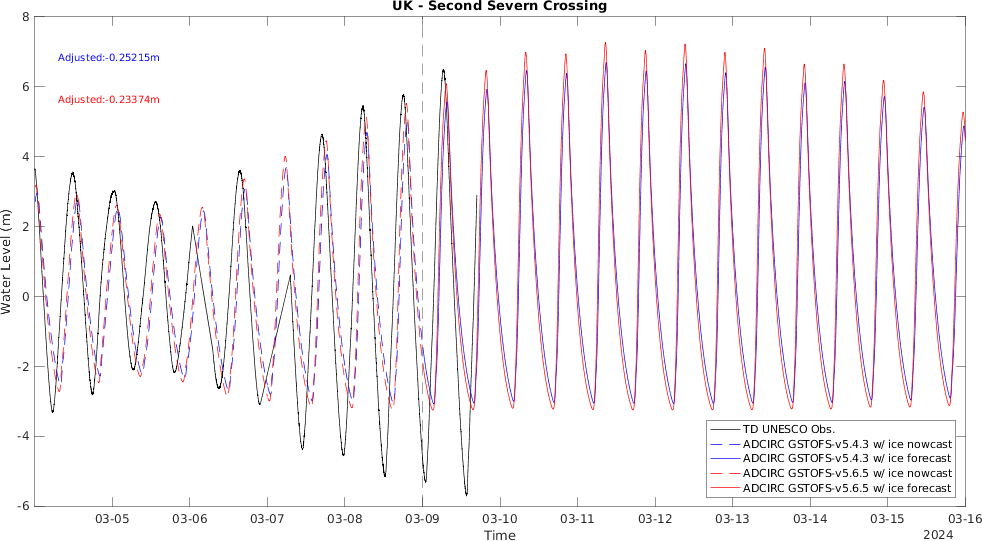 UK - Second Severn Crossing
8
6
4
2
0
-2
-4
-6
Water Level (m)
Adjusted:-0.25215m
Adjusted:-0.23374m
TD UNESCO Obs.
ADCIRC GSTOFS-v5.4.3 w/ ice nowcast
ADCIRC GSTOFS-v5.4.3 w/ ice forecast
ADCIRC GSTOFS-v5.6.5 w/ ice nowcast
ADCIRC GSTOFS-v5.6.5 w/ ice forecast
03-05 03-06 03-07 03-08 03-09 03-10 03-11 03-12 03-13 03-14 03-15 03-16
Time
2024